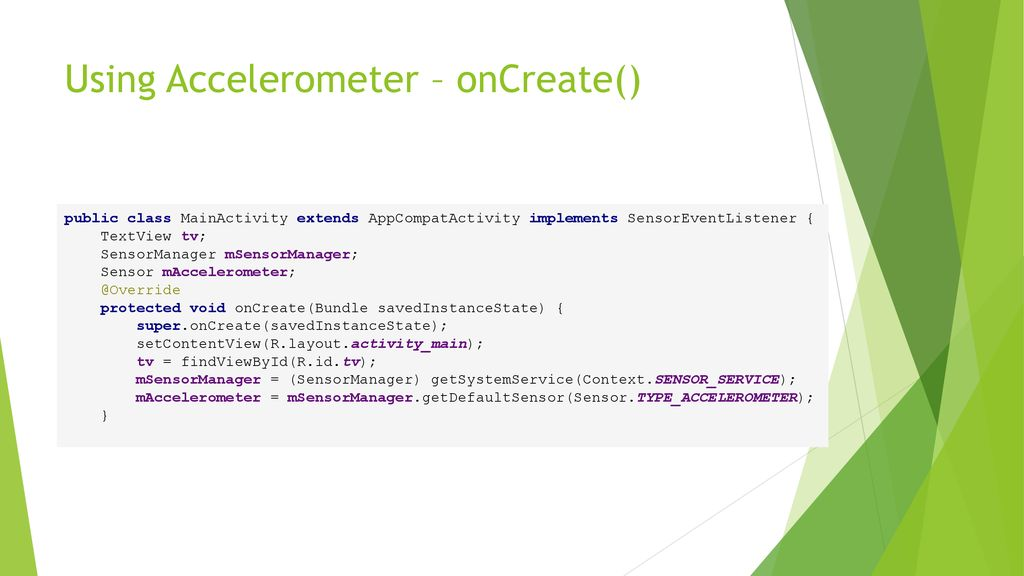 Using Accelerometer – onCreate()
public class MainActivity extends AppCompatActivity implements SensorEventListener {
    TextView tv;
    SensorManager mSensorManager;
    Sensor mAccelerometer;
    @Override
    protected void onCreate(Bundle savedInstanceState) {
        super.onCreate(savedInstanceState);
        setContentView(R.layout.activity_main);
        tv = findViewById(R.id.tv);
        mSensorManager = (SensorManager) getSystemService(Context.SENSOR_SERVICE);
        mAccelerometer = mSensorManager.getDefaultSensor(Sensor.TYPE_ACCELEROMETER);
    }